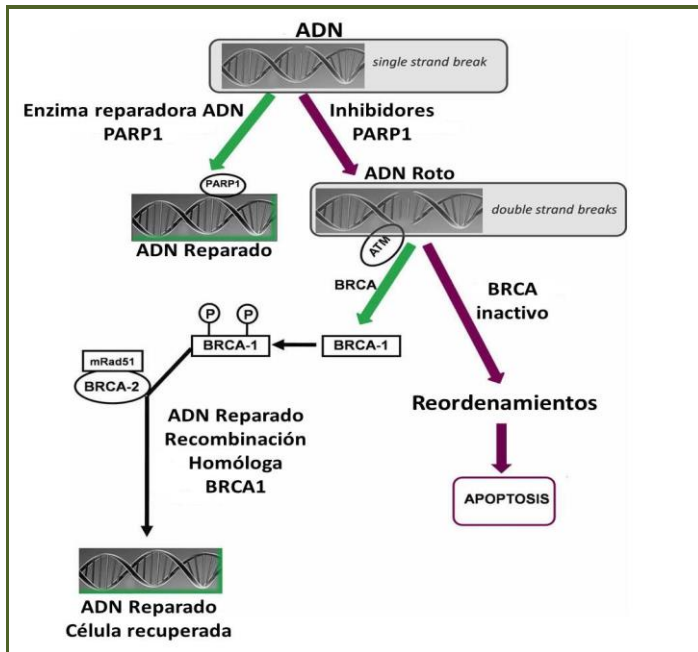 ADN
single strand break
Enzima reparadora ADN
PARP1
Inhibidores
PARP1
PARP1
ADN Reparado
ADN Roto
double strand breaks
ATM
BRCA
BRCA
inactivo
P P
BRCA-1
BRCA-1
mRad51
BRCA-2
ADN Reparado
Recombinación
Homóloga
BRCA1
Reordenamientos
APOPTOSIS
ADN Reparado
Célula recuperada